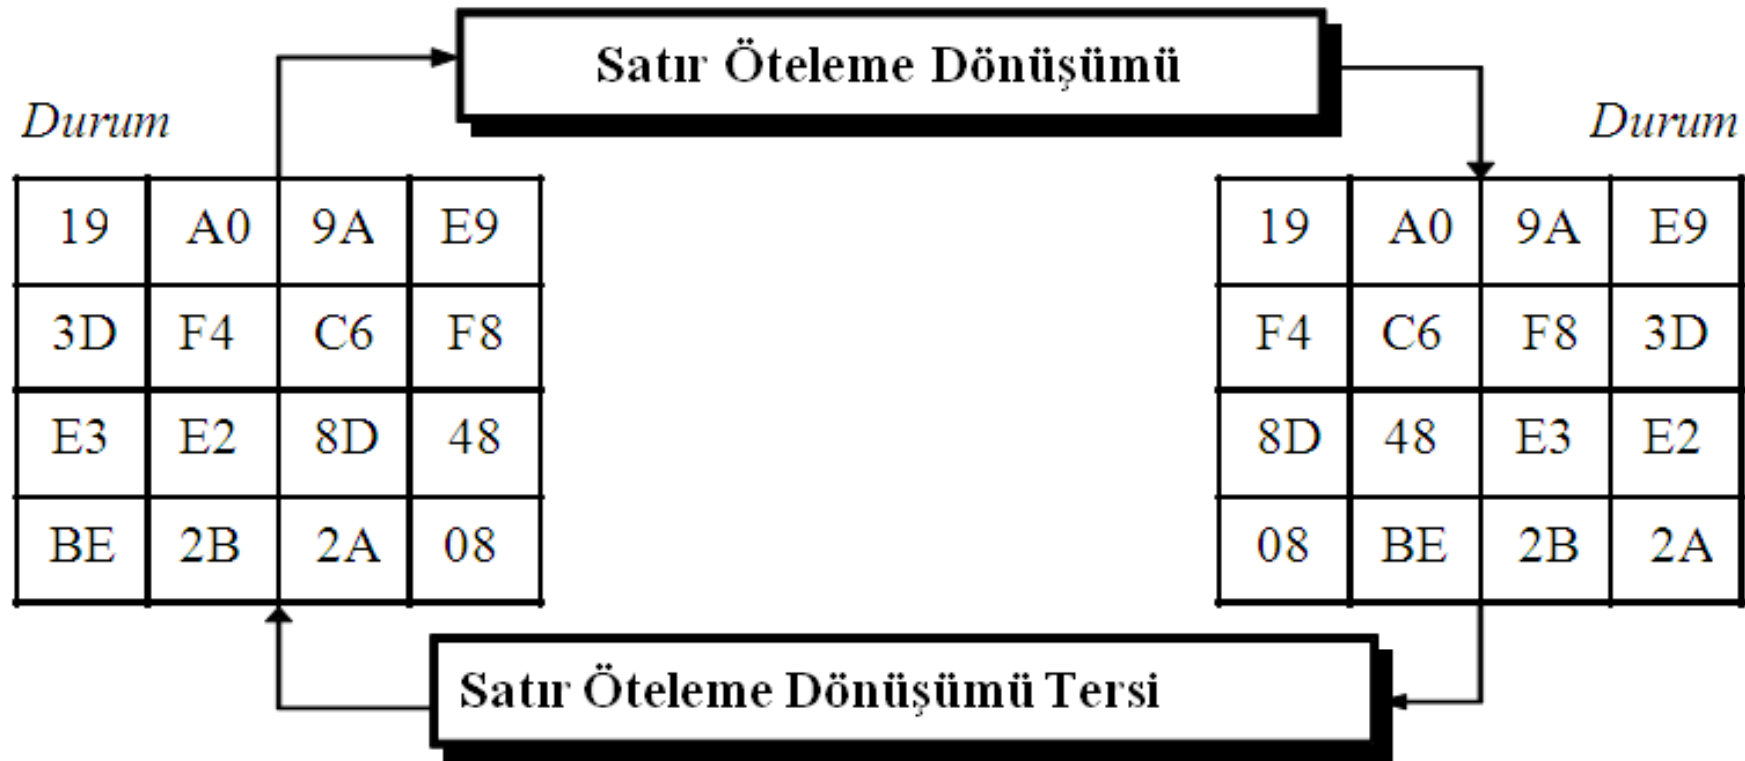 Satır Öteleme Dönüşümü
Durum
Durum
19 A0 9A E9
3D F4 C6 F8
E3 E2 8D 48
BE 2B 2A 08
19 A0 9A E9
F4 C6 F8 3D
8D 48 E3 E2
08 BE 2B 2A
Satır Öteleme Dönüşümü Tersi